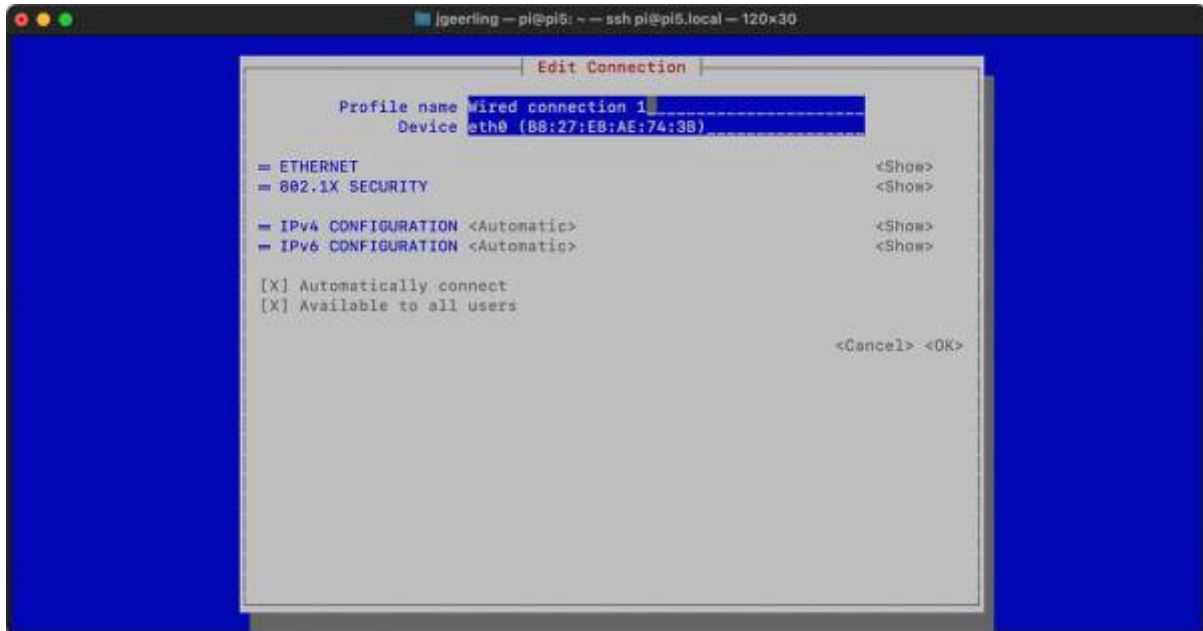 jgeerling — pi@pi5: ~ — ssh pi@pi5.local — 120×30
Edit Connection
Profile name Wired connection 1
Device eth0 (B8:27:EB:AE:74:3B)
= ETHERNET <Show>
= 802.1X SECURITY <Show>
= IPv4 CONFIGURATION <Automatic> <Show>
= IPv6 CONFIGURATION <Automatic> <Show>
[X] Automatically connect
[X] Available to all users
<Cancel> <OK>